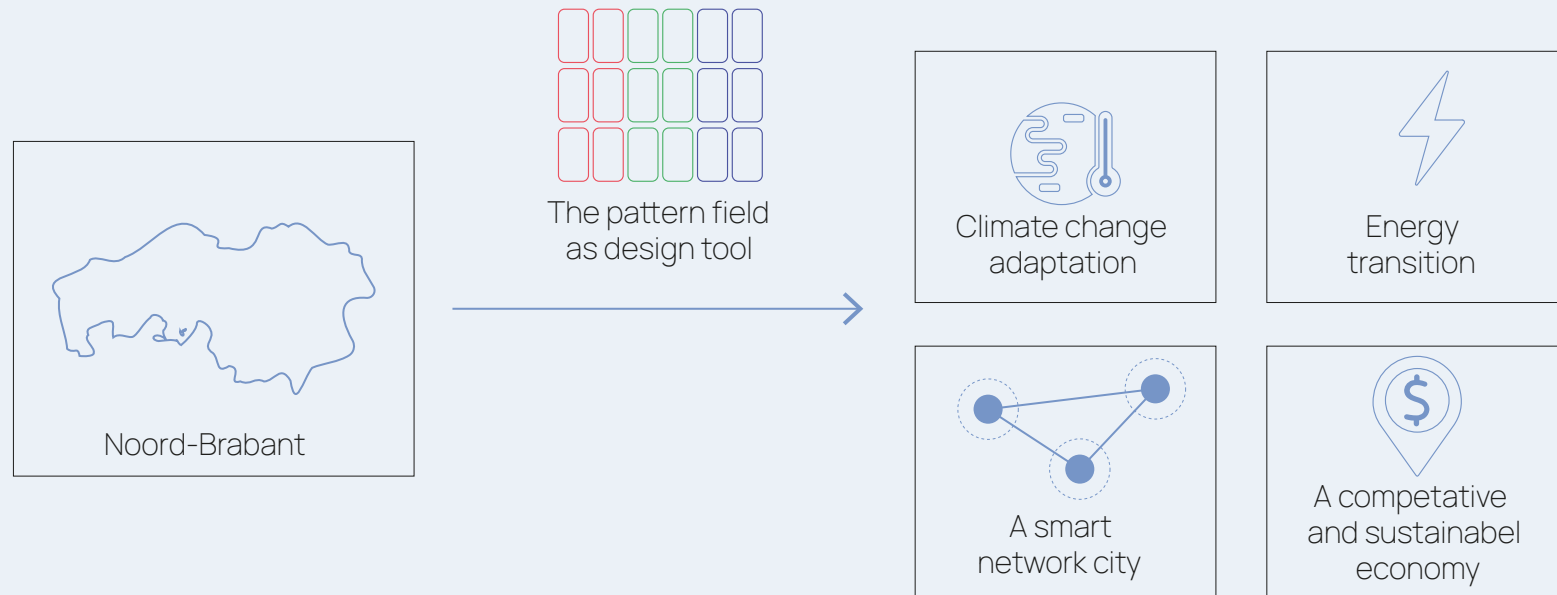 The pattern field
as design tool
Noord-Brabant
Climate change
adaptation
Energy
transition
A smart
network city
A competative
and sustainabel
economy
$